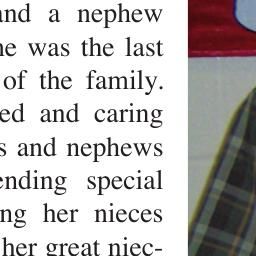 and a nephew
he was the last
of the family.
ed and caring
s and nephews
ending special
ng her nieces
her great niec-